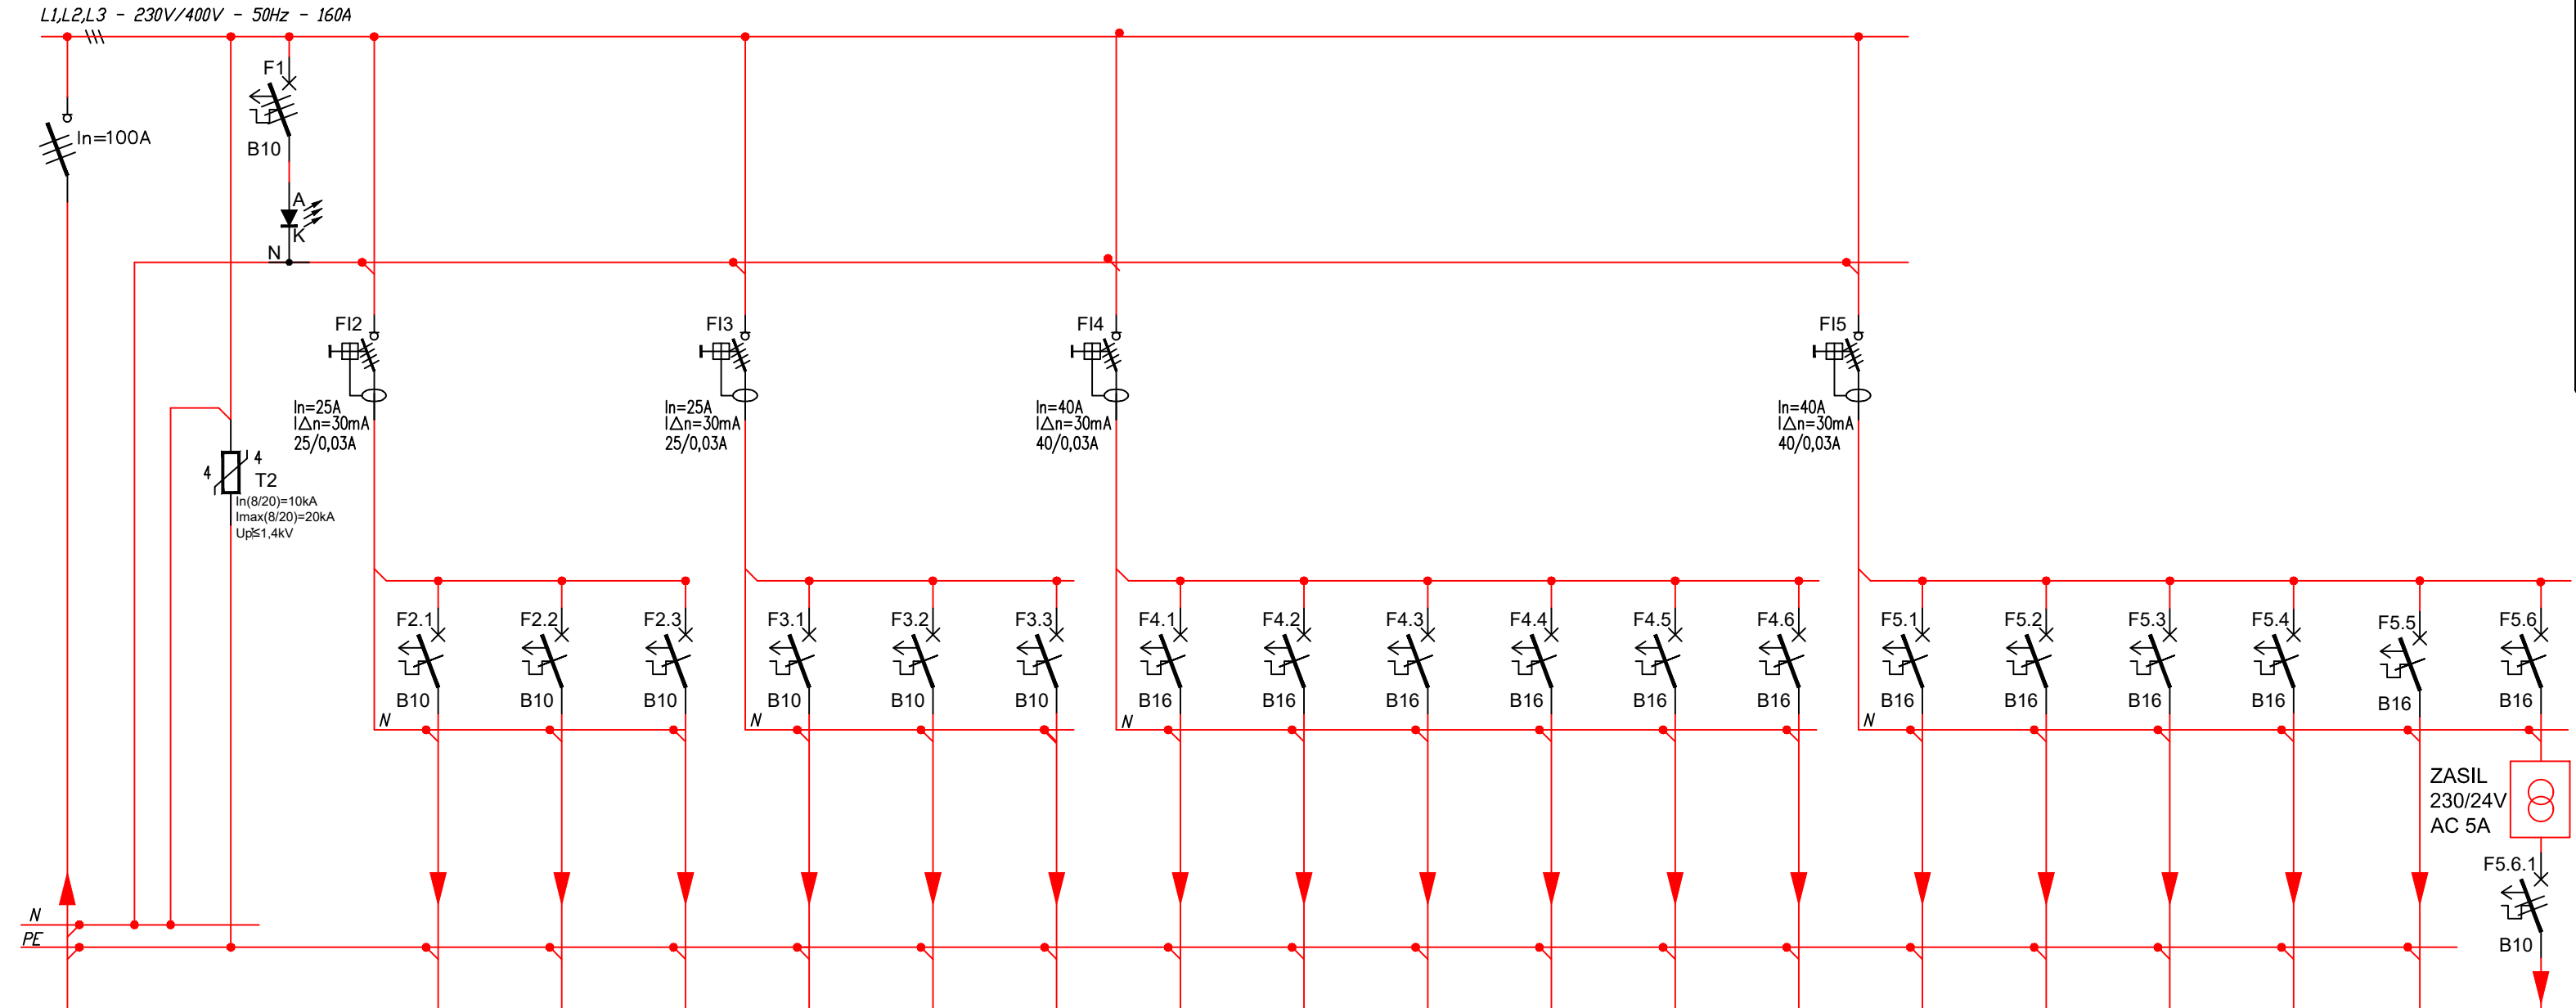 L1,L2,L3 - 230V/400V - 50Hz - 160A
F1
In=100A
B10
A
K
N
FI2
FI3
FI4
FI5
In=25A
I△n=30mA
25/0,03A
In=25A
I△n=30mA
25/0,03A
In=40A
I△n=30mA
40/0,03A
In=40A
I△n=30mA
40/0,03A
4
4
T2
In(8/20)=10kA
Imax(8/20)=20kA
Up≤1,4kV
F2.1
F2.2
F2.3
F3.1
F3.2
F3.3
F4.1
F4.2
F4.3
F4.4
F4.5
F4.6
F5.1
F5.2
F5.3
F5.4
F5.5
F5.6
B10
B10
B10
B10
B10
B10
B16
B16
B16
B16
B16
B16
B16
B16
B16
B16
B16
B16
N
N
N
N
ZASIL
230/24V
AC 5A
F5.6.1
B10
N
PE